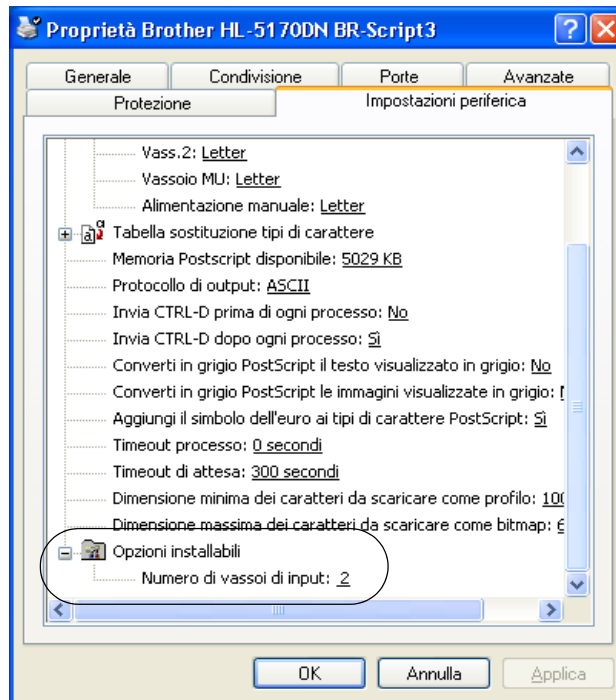 Proprietà Brother HL-5170DN BR-Script3
Generale Condivisione Porte Avanzate
Protezione Impostazioni periferica
Vass.2: Letter
Vassoio MU: Letter
Alimentazione manuale: Letter
Tabella sostituzione tipi di carattere
Memoria Postscript disponibile: 5029 KB
Protocollo di output: ASCII
Invia CTRL-D prima di ogni processo: No
Invia CTRL-D dopo ogni processo: Sì
Converti in grigio PostScript il testo visualizzato in grigio: No
Converti in grigio PostScript le immagini visualizzate in grigio:
Aggiungi il simbolo dell'euro ai tipi di carattere PostScript: Sì
Timeout processo: 0 secondi
Timeout di attesa: 300 secondi
Dimensione minima dei caratteri da scaricare come profilo:
Dimensione massima dei caratteri da scaricare come bitmap:
Opzioni installabili
Numero di vassoi di input: 2
OK Annulla Applica